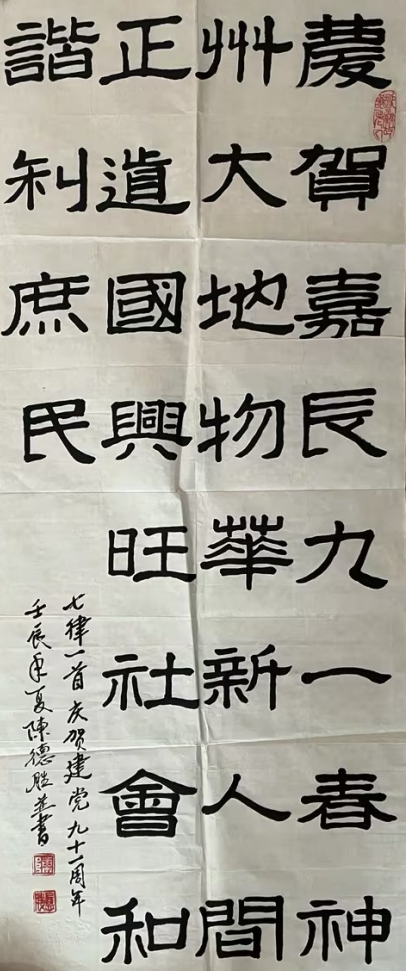 慶賀嘉辰九一春神
州大地物華新人間
正道國興旺社會和
諧利庶民
七律一首庆贺建党九十一周年
壬辰年夏陳德勝并書